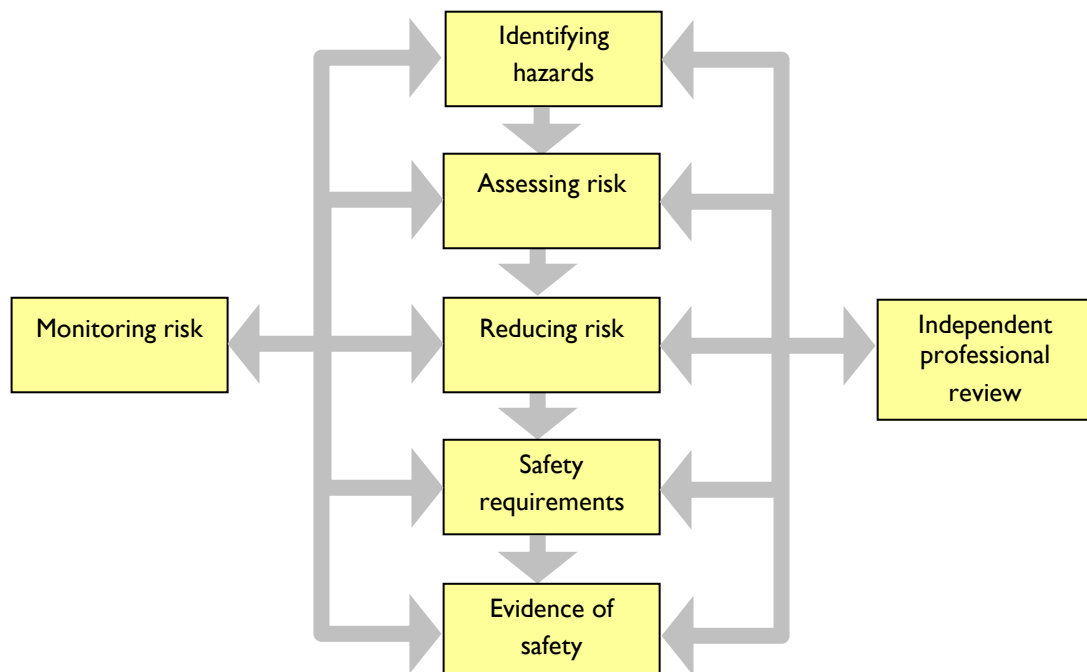 Identifying
hazards
Assessing risk
Monitoring risk
Reducing risk
Independent
professional
review
Safety
requirements
Evidence of
safety